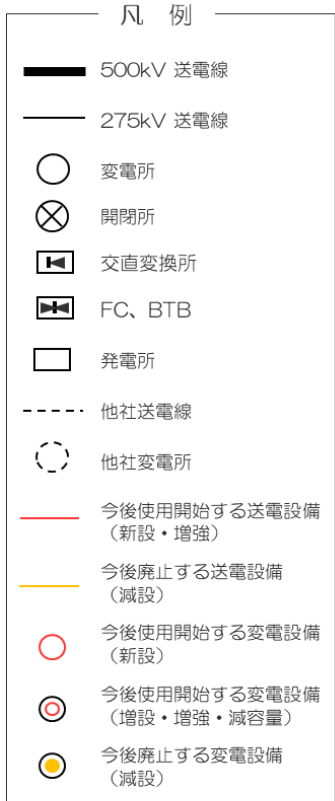 凡 例
500kV 送電線
275kV 送電線
変電所
開閉所
交直変換所
FC、BTB
発電所
他社送電線
他社変電所
今後使用開始する送電設備
(新設・増強)
今後廃止する送電設備
(減設)
今後使用開始する変電設備
(新設)
今後使用開始する変電設備
(増設・増強・減容量)
今後廃止する変電設備
(減設)